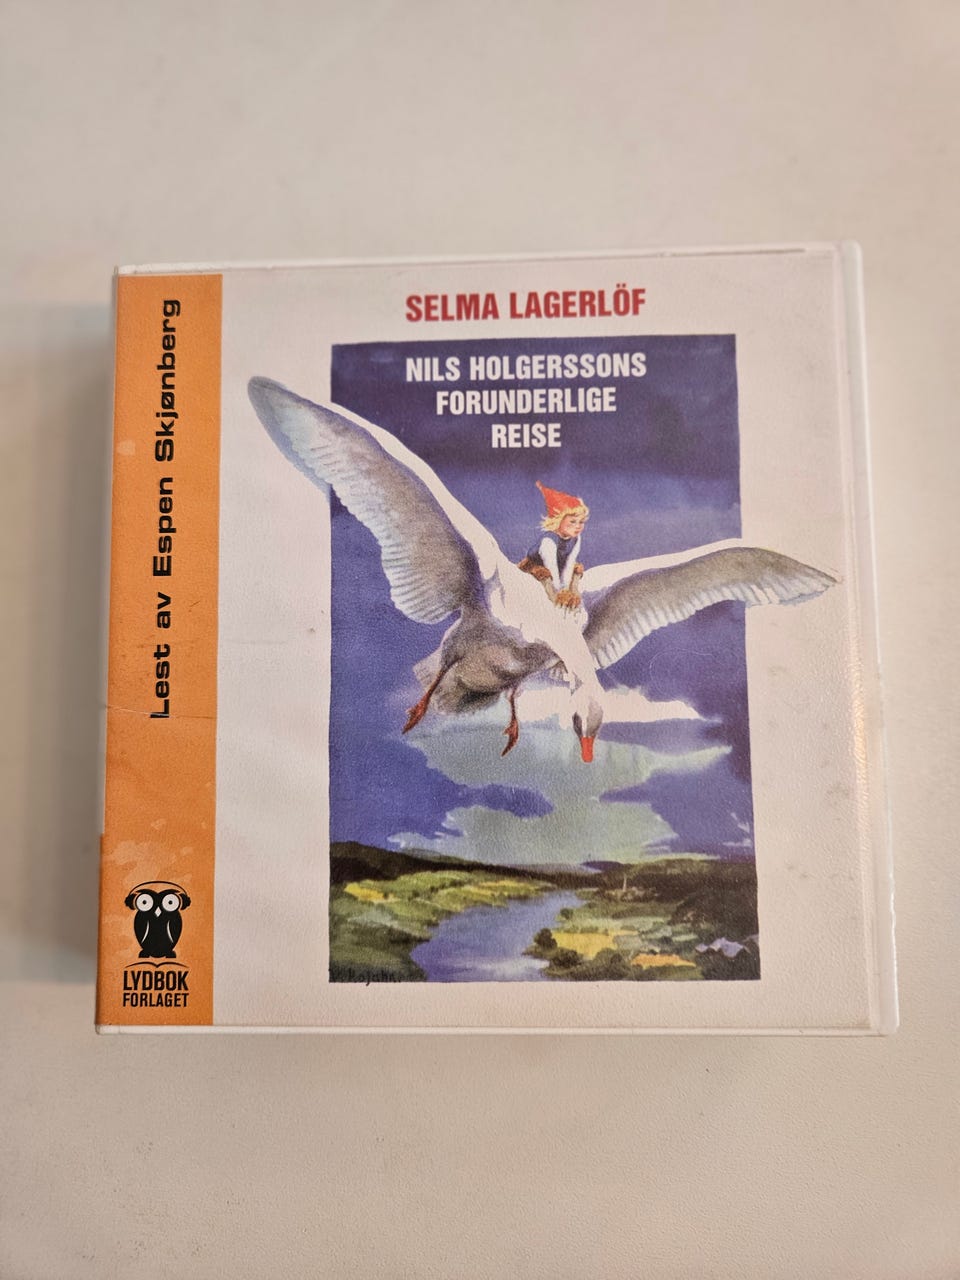 SELMA LAGERLÖF
NILS HOLGERSSONS
FORUNDERLIGE
REISE
Lest av Espen Skjønberg
LYDBOK
FORLAGET